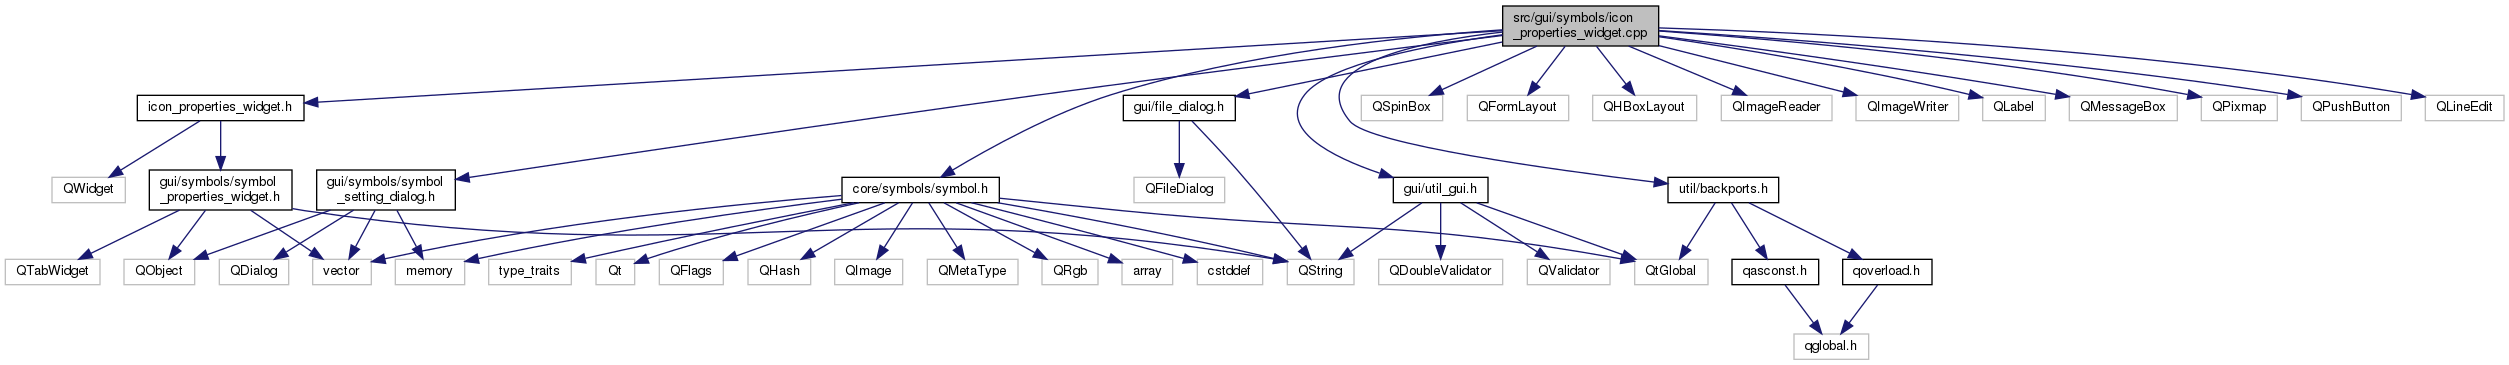 src/gui/symbols/icon
_properties_widget.cpp
icon_properties_widget.h
gui/file_dialog.h
QSpinBox
QFormLayout
QHBoxLayout
QImageReader
QImageWriter
QLabel
QMessageBox
QPixmap
QPushButton
QLineEdit
QWidget
gui/symbols/symbol
_properties_widget.h
gui/symbols/symbol
_setting_dialog.h
core/symbols/symbol.h
QFileDialog
gui/util_gui.h
util/backports.h
QTabWidget
QObject
QDialog
vector
memory
type_traits
Qt
QFlags
QHash
QImage
QMetaType
QRgb
array
cstddef
QString
QDoubleValidator
QValidator
QtGlobal
qasconst.h
qoverload.h
qglobal.h